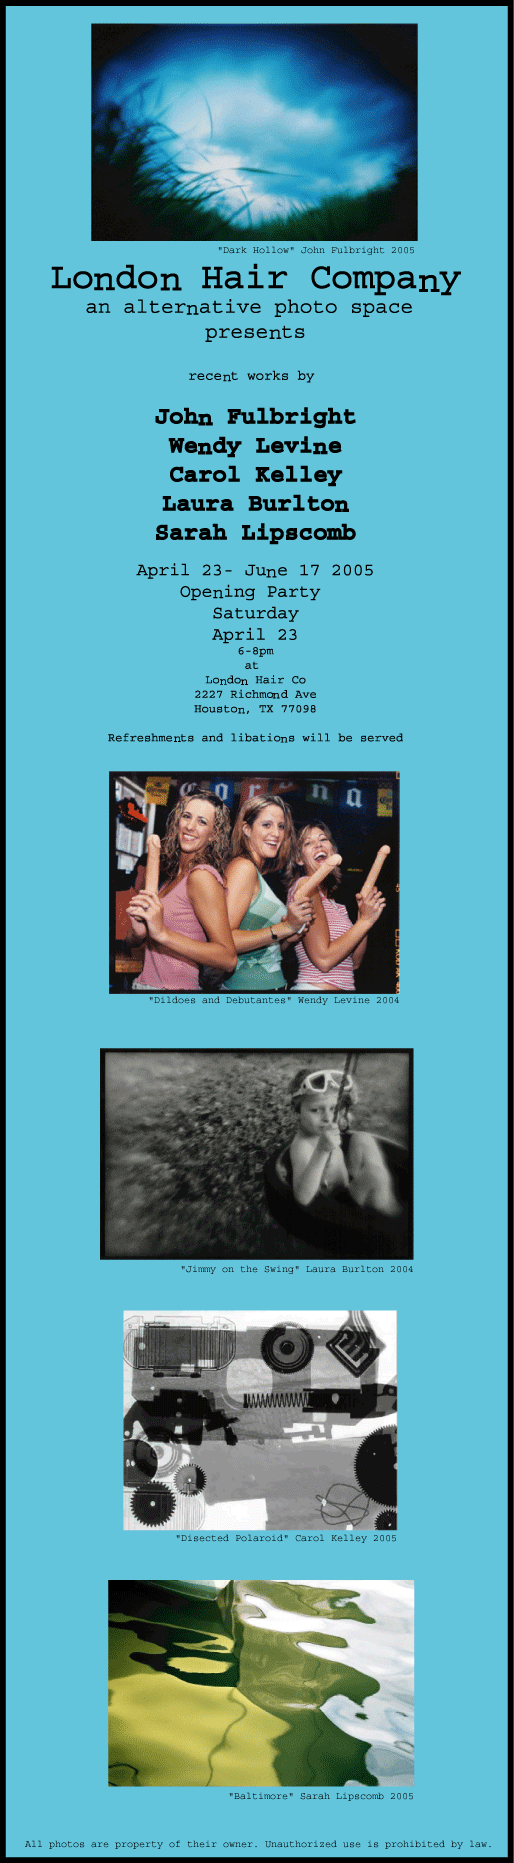 "Dark Hollow" John Fulbright 2005
London Hair Company
an alternative photo space
presents
recent works by
John Fulbright
Wendy Levine
Carol Kelley
Laura Burlton
Sarah Lipscomb
April 23- June 17 2005
Opening Party
Saturday
April 23
6-8pm
at
London Hair Co
2227 Richmond Ave
Houston, TX 77098
Refreshments and libations will be served
corona
"Dildoes and Debutantes" Wendy Levine 2004
"Jimmy on the Swing" Laura Burlton 2004
"Disected Polaroid" Carol Kelley 2005
"Baltimore" Sarah Lipscomb 2005
All photos are property of their owner. Unauthorized use is prohibited by law.